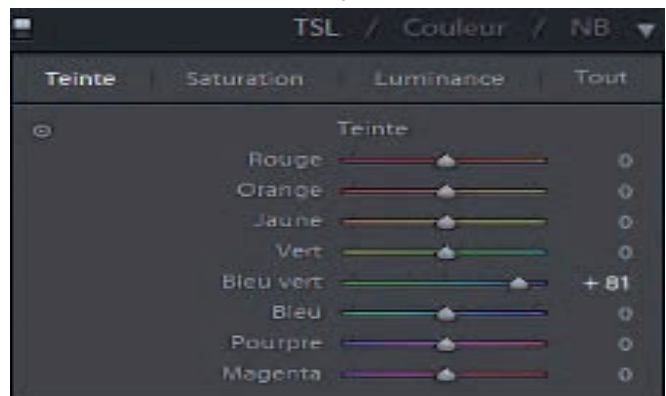 TSL / Couleur / NB
Teinte Saturation Luminance Tout
Teinte
Rouge 0
Orange 0
Jaune 0
Vert 0
Bleu vert + 81
Bleu 0
Pourpre 0
Magenta 0